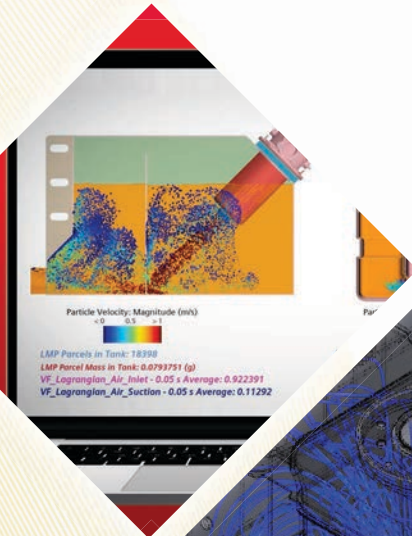 Particle Velocity: Magnitude (m/s)
< 0 0.5 > 1
LMP Parcels in Tank: 18398
LMP Parcel Mass in Tank: 0.0793751 (g)
VF_Lagrangian_Air_Inlet - 0.05 s Average: 0.922391
VF_Lagrangian_Air_Suction - 0.05 s Average: 0.11292